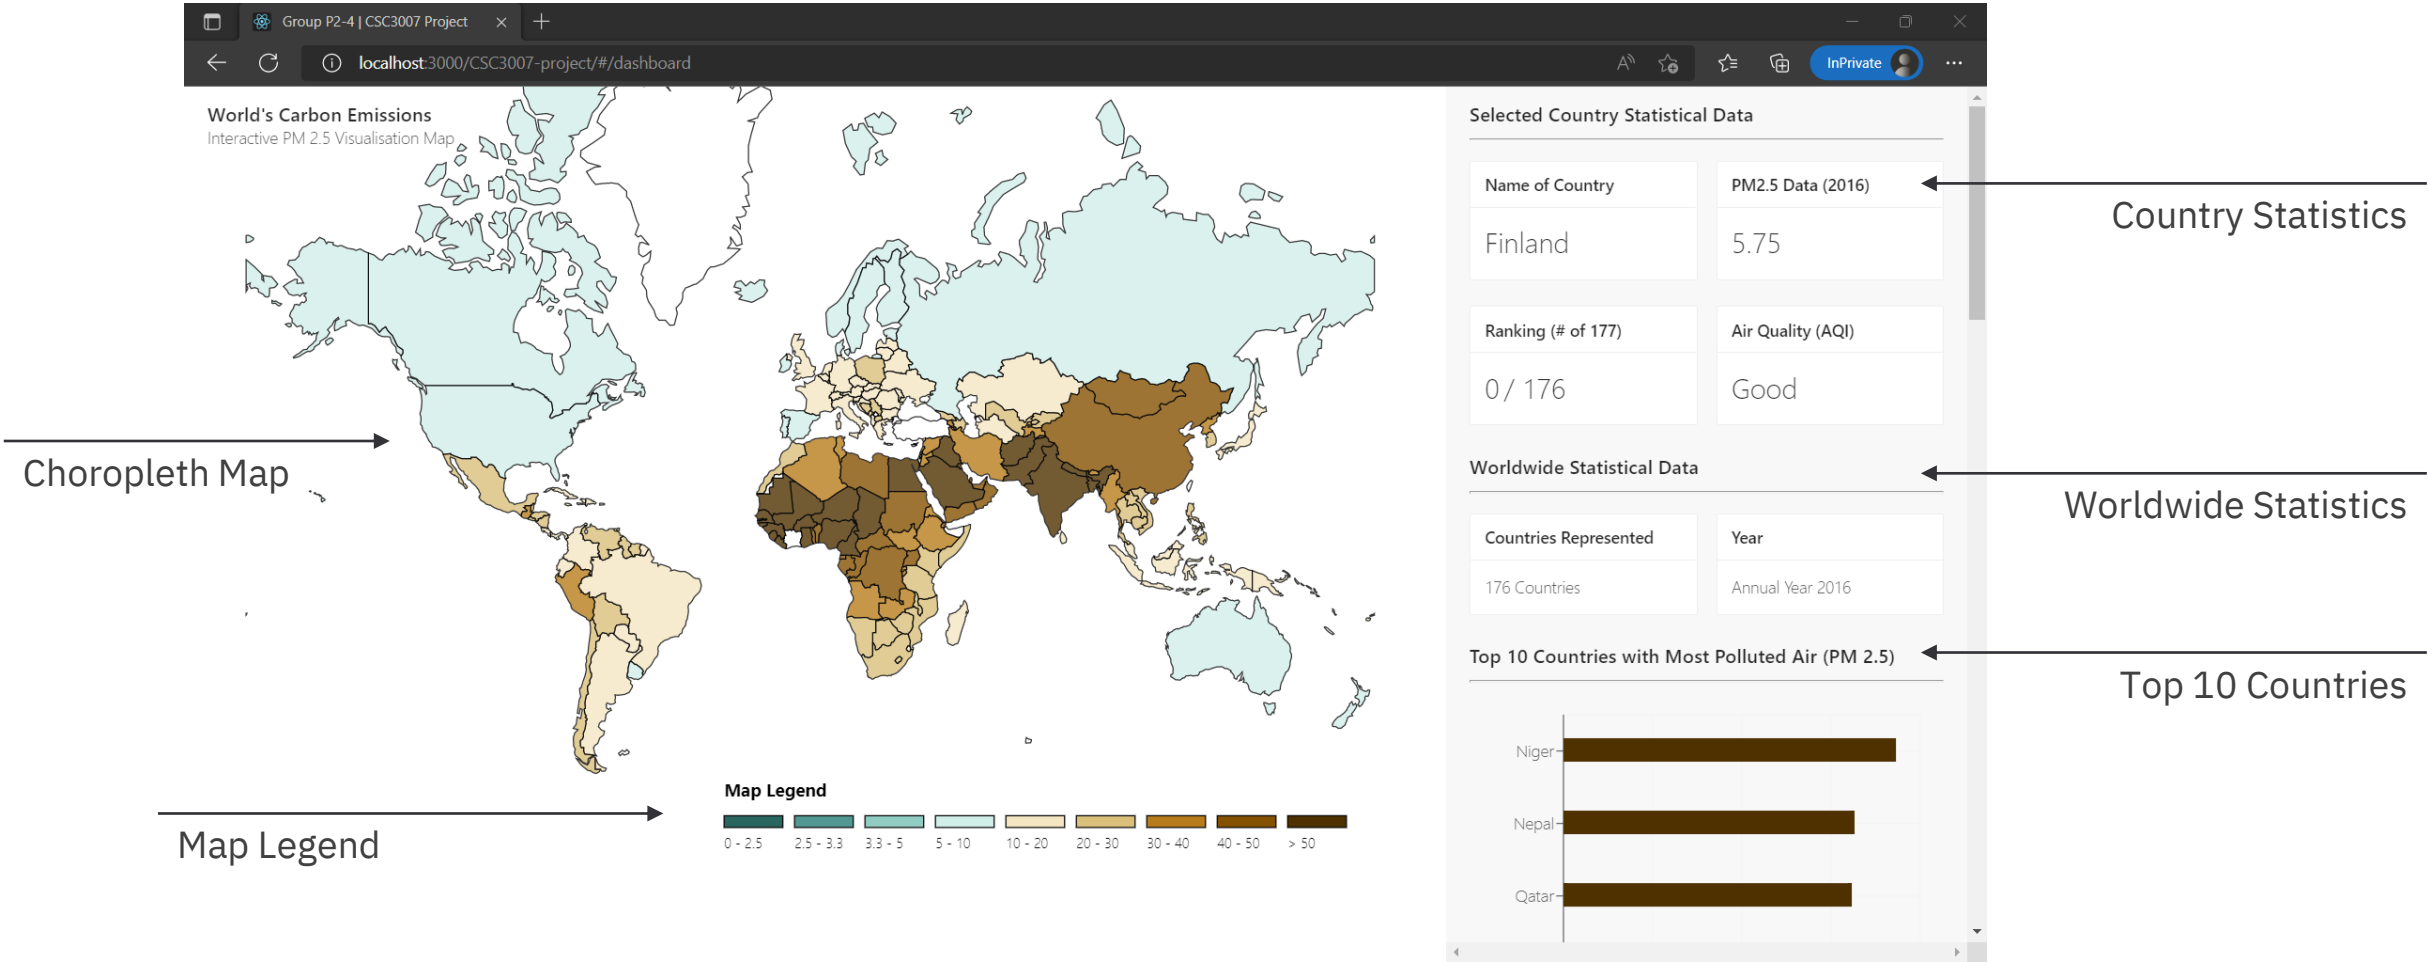 Group P2-4 | CSC3007 Project
localhost:3000/CSC3007-project/#/dashboard
InPrivate
World's Carbon Emissions
Interactive PM 2.5 Visualisation Map
Selected Country Statistical Data
Name of Country
PM2.5 Data (2016)
Finland
5.75
Ranking (# of 177)
Air Quality (AQI)
0 / 176
Good
Worldwide Statistical Data
Countries Represented
Year
176 Countries
Annual Year 2016
Top 10 Countries with Most Polluted Air (PM 2.5)
Niger
Nepal
Qatar
Map Legend
0 - 2.5
2.5 - 3.3
3.3 - 5
5 - 10
10 - 20
20 - 30
30 - 40
40 - 50
> 50
Choropleth Map
Map Legend
Country Statistics
Worldwide Statistics
Top 10 Countries